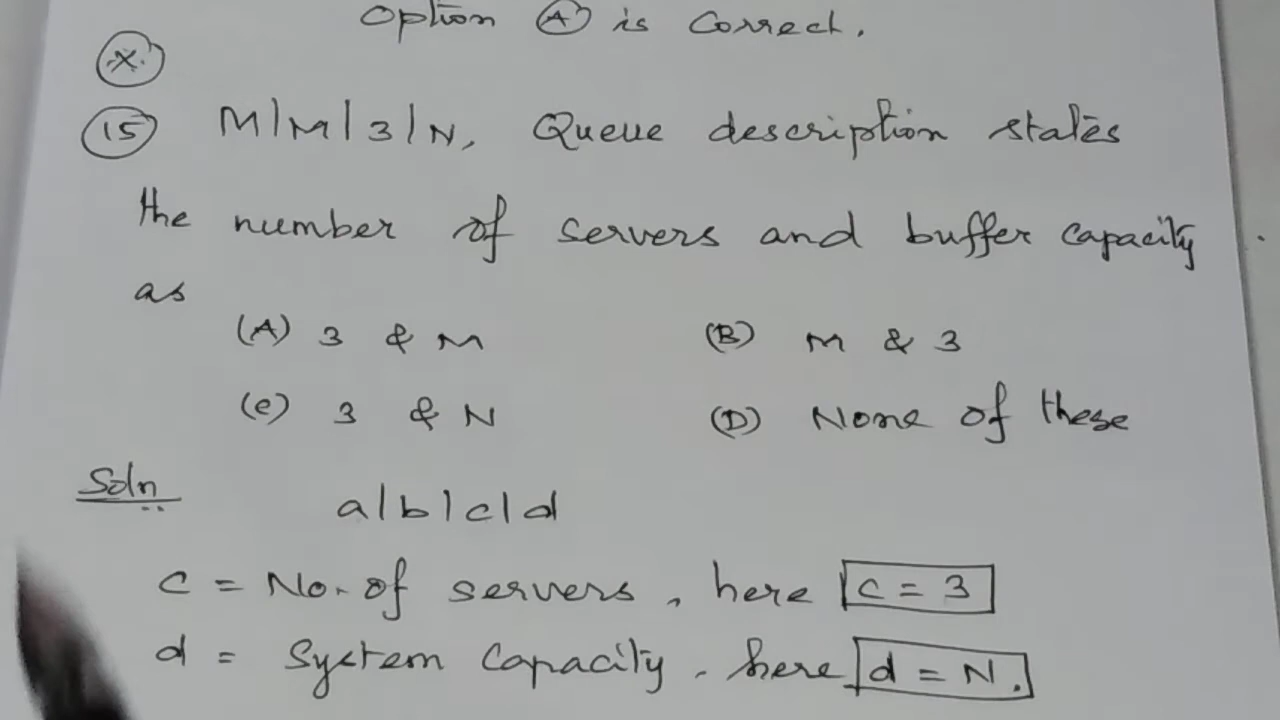 Option (A) is correct.
(X)
(15) M|M|3|N, Queue description states
the number of servers and buffer capacity.
as
(A) 3 & M (B) M & 3
(C) 3 & N (D) None of these
Soln
a|b|c|d
c = No. of servers, here c = 3
d = System Capacity, here d = N.